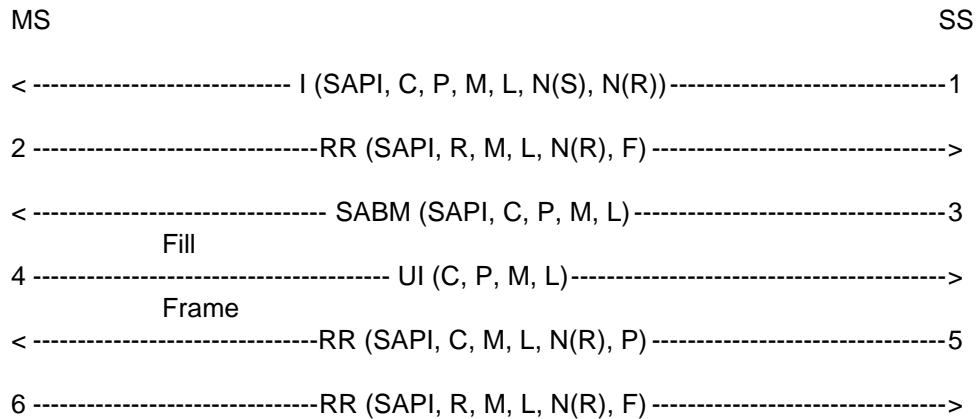 MS SS
< ----------------------------- I (SAPI, C, P, M, L, N(S), N(R))-------------------------------1
2 --------------------------------RR (SAPI, R, M, L, N(R), F) --------------------------------->
< --------------------------------- SABM (SAPI, C, P, M, L)-----------------------------------3
Fill
4 ---------------------------------------- UI (C, P, M, L)------------------------------------------>
Frame
< --------------------------------RR (SAPI, C, M, L, N(R), P) ---------------------------------5
6 --------------------------------RR (SAPI, R, M, L, N(R), F) --------------------------------->